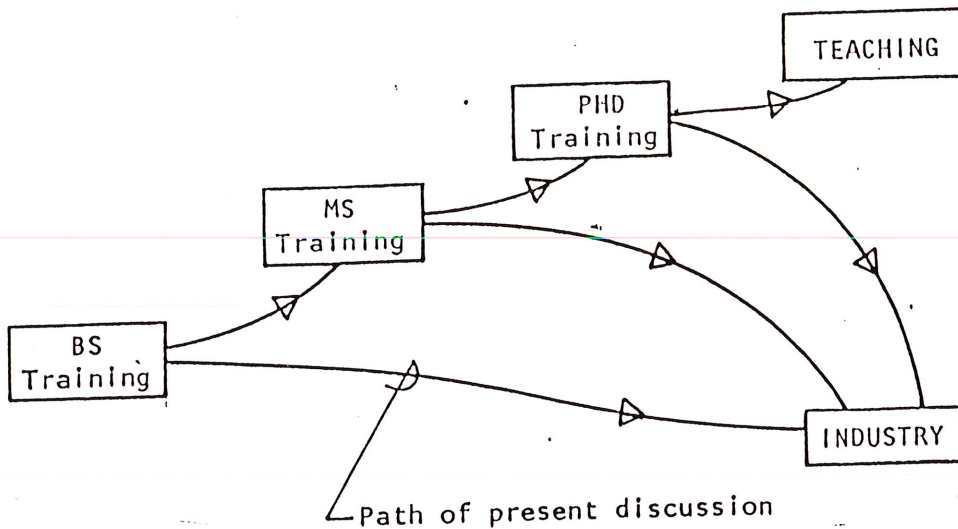 TEACHING
PHD
Training
MS
Training
BS
Training
INDUSTRY
Path of present discussion